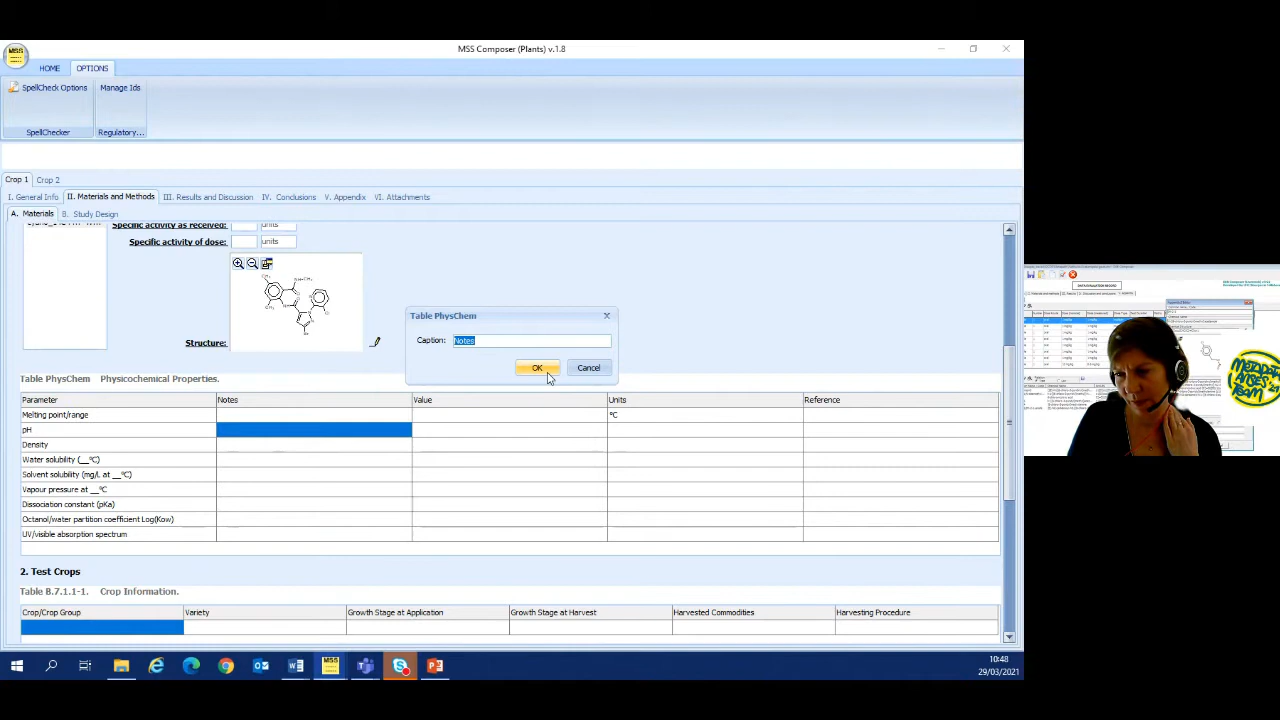 MSS Composer (Plants) v.1.8
MSS
HOME OPTIONS
SpellCheck Options Manage Ids
SpellChecker Regulatory...
Crop 1 Crop 2
I. General Info II. Materials and Methods III. Results and Discussion IV. Conclusions V. Appendix VI. Attachments
A. Materials B. Study Design
Specific activity as received: units
Specific activity of dose: units
Structure:
Table PhysChem
Caption: Notes
OK Cancel
Table PhysChem Physicochemical Properties.
Parameter Notes Value Units
Melting point/range °C
pH
Density
Water solubility (__°C)
Solvent solubility (mg/L at __°C)
Vapour pressure at __°C
Dissociation constant (pKa)
Octanol/water partition coefficient Log(Kow)
UV/visible absorption spectrum
2. Test Crops
Table B.7.1.1-1. Crop Information.
Crop/Crop Group Variety Growth Stage at Application Growth Stage at Harvest Harvested Commodities Harvesting Procedure
10:48
29/03/2021
METAPATH
TEAM